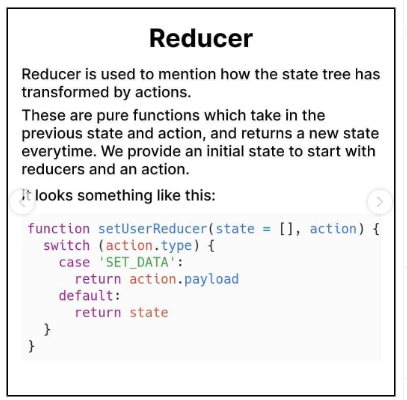 Reducer
Reducer is used to mention how the state tree has
transformed by actions.
These are pure functions which take in the
previous state and action, and returns a new state
everytime. We provide an initial state to start with
reducers and an action.
It looks something like this:
function setUserReducer(state = [], action) {
  switch (action.type) {
    case 'SET_DATA':
      return action.payload
    default:
      return state
  }
}